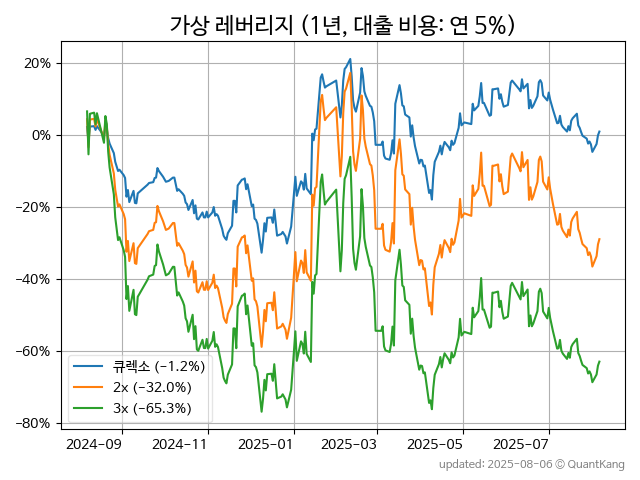 가상 레버리지 (1년, 대출 비용: 연 5%)
20%
0%
−20%
−40%
−60%
−80%
큐렉소 (−1.2%)
2x (−32.0%)
3x (−65.3%)
2024-09 2024-11 2025-01 2025-03 2025-05 2025-07
updated: 2025-08-06 © QuantKang